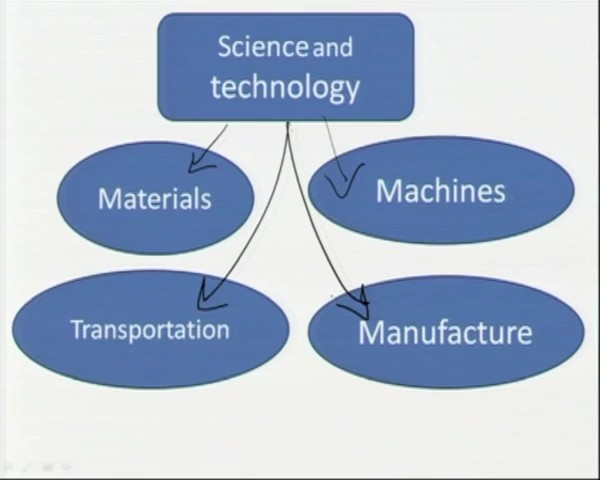 Science and
technology
Materials
Machines
Transportation
Manufacture